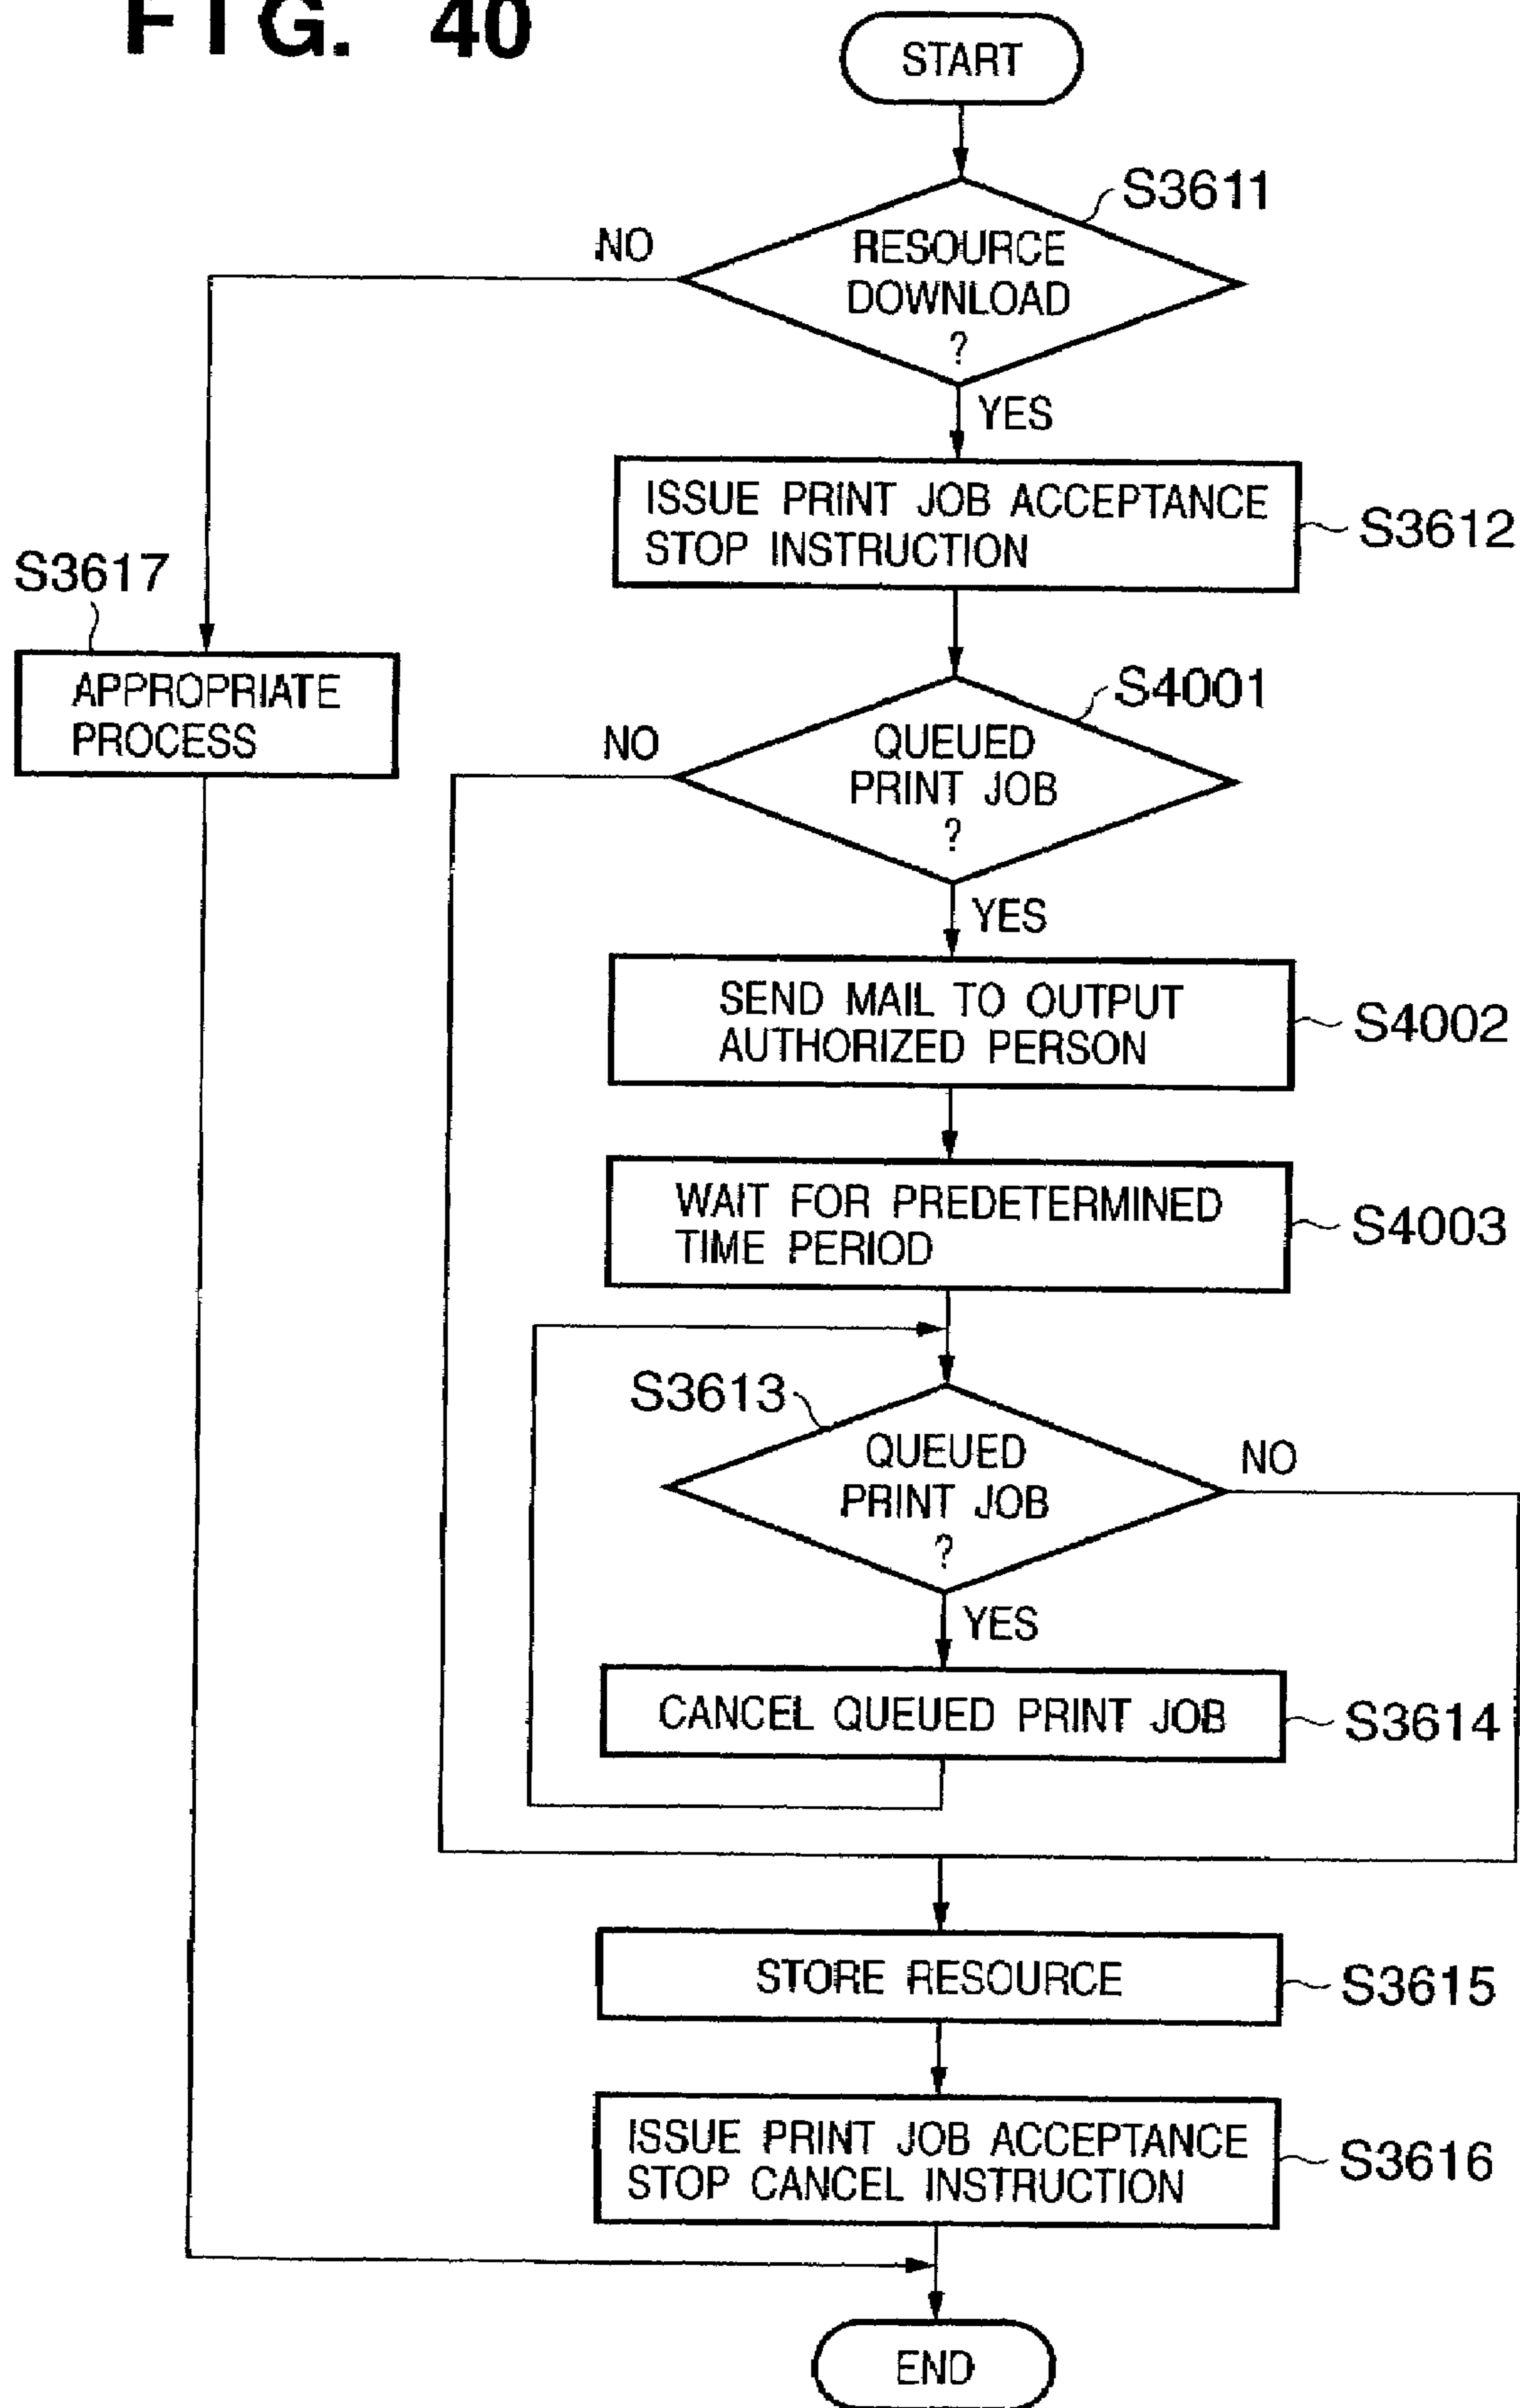 FIG. 40
START
S3611
NO
RESOURCE
DOWNLOAD
?
YES
ISSUE PRINT JOB ACCEPTANCE
STOP INSTRUCTION
S3612
S3617
APPROPRIATE
PROCESS
S4001
NO
QUEUED
PRINT JOB
?
YES
SEND MAIL TO OUTPUT
AUTHORIZED PERSON
S4002
WAIT FOR PREDETERMINED
TIME PERIOD
S4003
S3613
QUEUED
PRINT JOB
?
NO
YES
CANCEL QUEUED PRINT JOB
S3614
STORE RESOURCE
S3615
ISSUE PRINT JOB ACCEPTANCE
STOP CANCEL INSTRUCTION
S3616
END